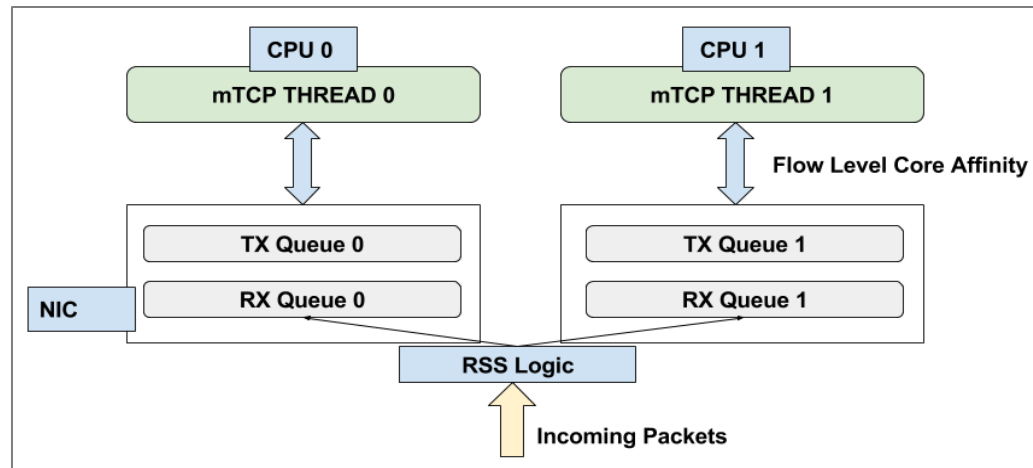 CPU 0
CPU 1
mTCP THREAD 0
mTCP THREAD 1
Flow Level Core Affinity
TX Queue 0
TX Queue 1
RX Queue 0
RX Queue 1
NIC
RSS Logic
Incoming Packets